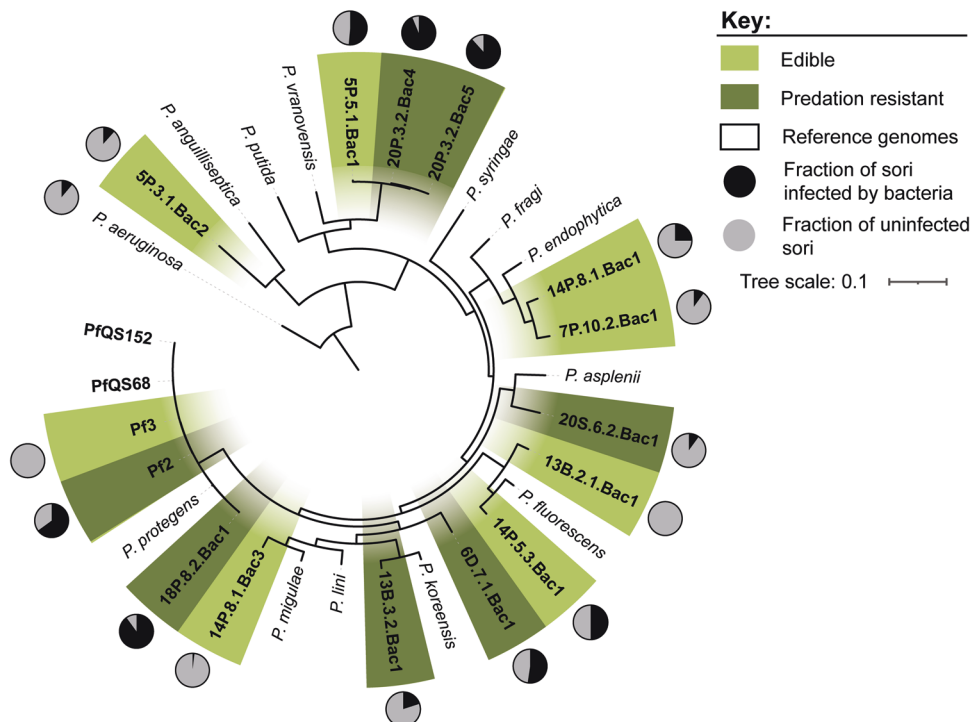 Key:
Edible
Predation resistant
Reference genomes
Fraction of sori
infected by bacteria
Fraction of uninfected
sori
Tree scale: 0.1
P. aeruginosa
5P.3.1.Bac2
P. anguilliseptica
P. putida
P. vranovensis
5P.5.1.Bac1
20P.3.2.Bac4
20P.3.2.Bac5
P. syringae
P. fragi
P. endophytica
14P.8.1.Bac1
7P.10.2.Bac1
P. asplenii
20S.6.2.Bac1
13B.2.1.Bac1
P. fluorescens
14P.5.3.Bac1
6D.7.1.Bac1
P. koreensis
13B.3.2.Bac1
P. lini
P. migulae
14P.8.1.Bac3
18P.8.2.Bac1
P. protegens
Pf2
Pf3
PfQS68
PfQS152